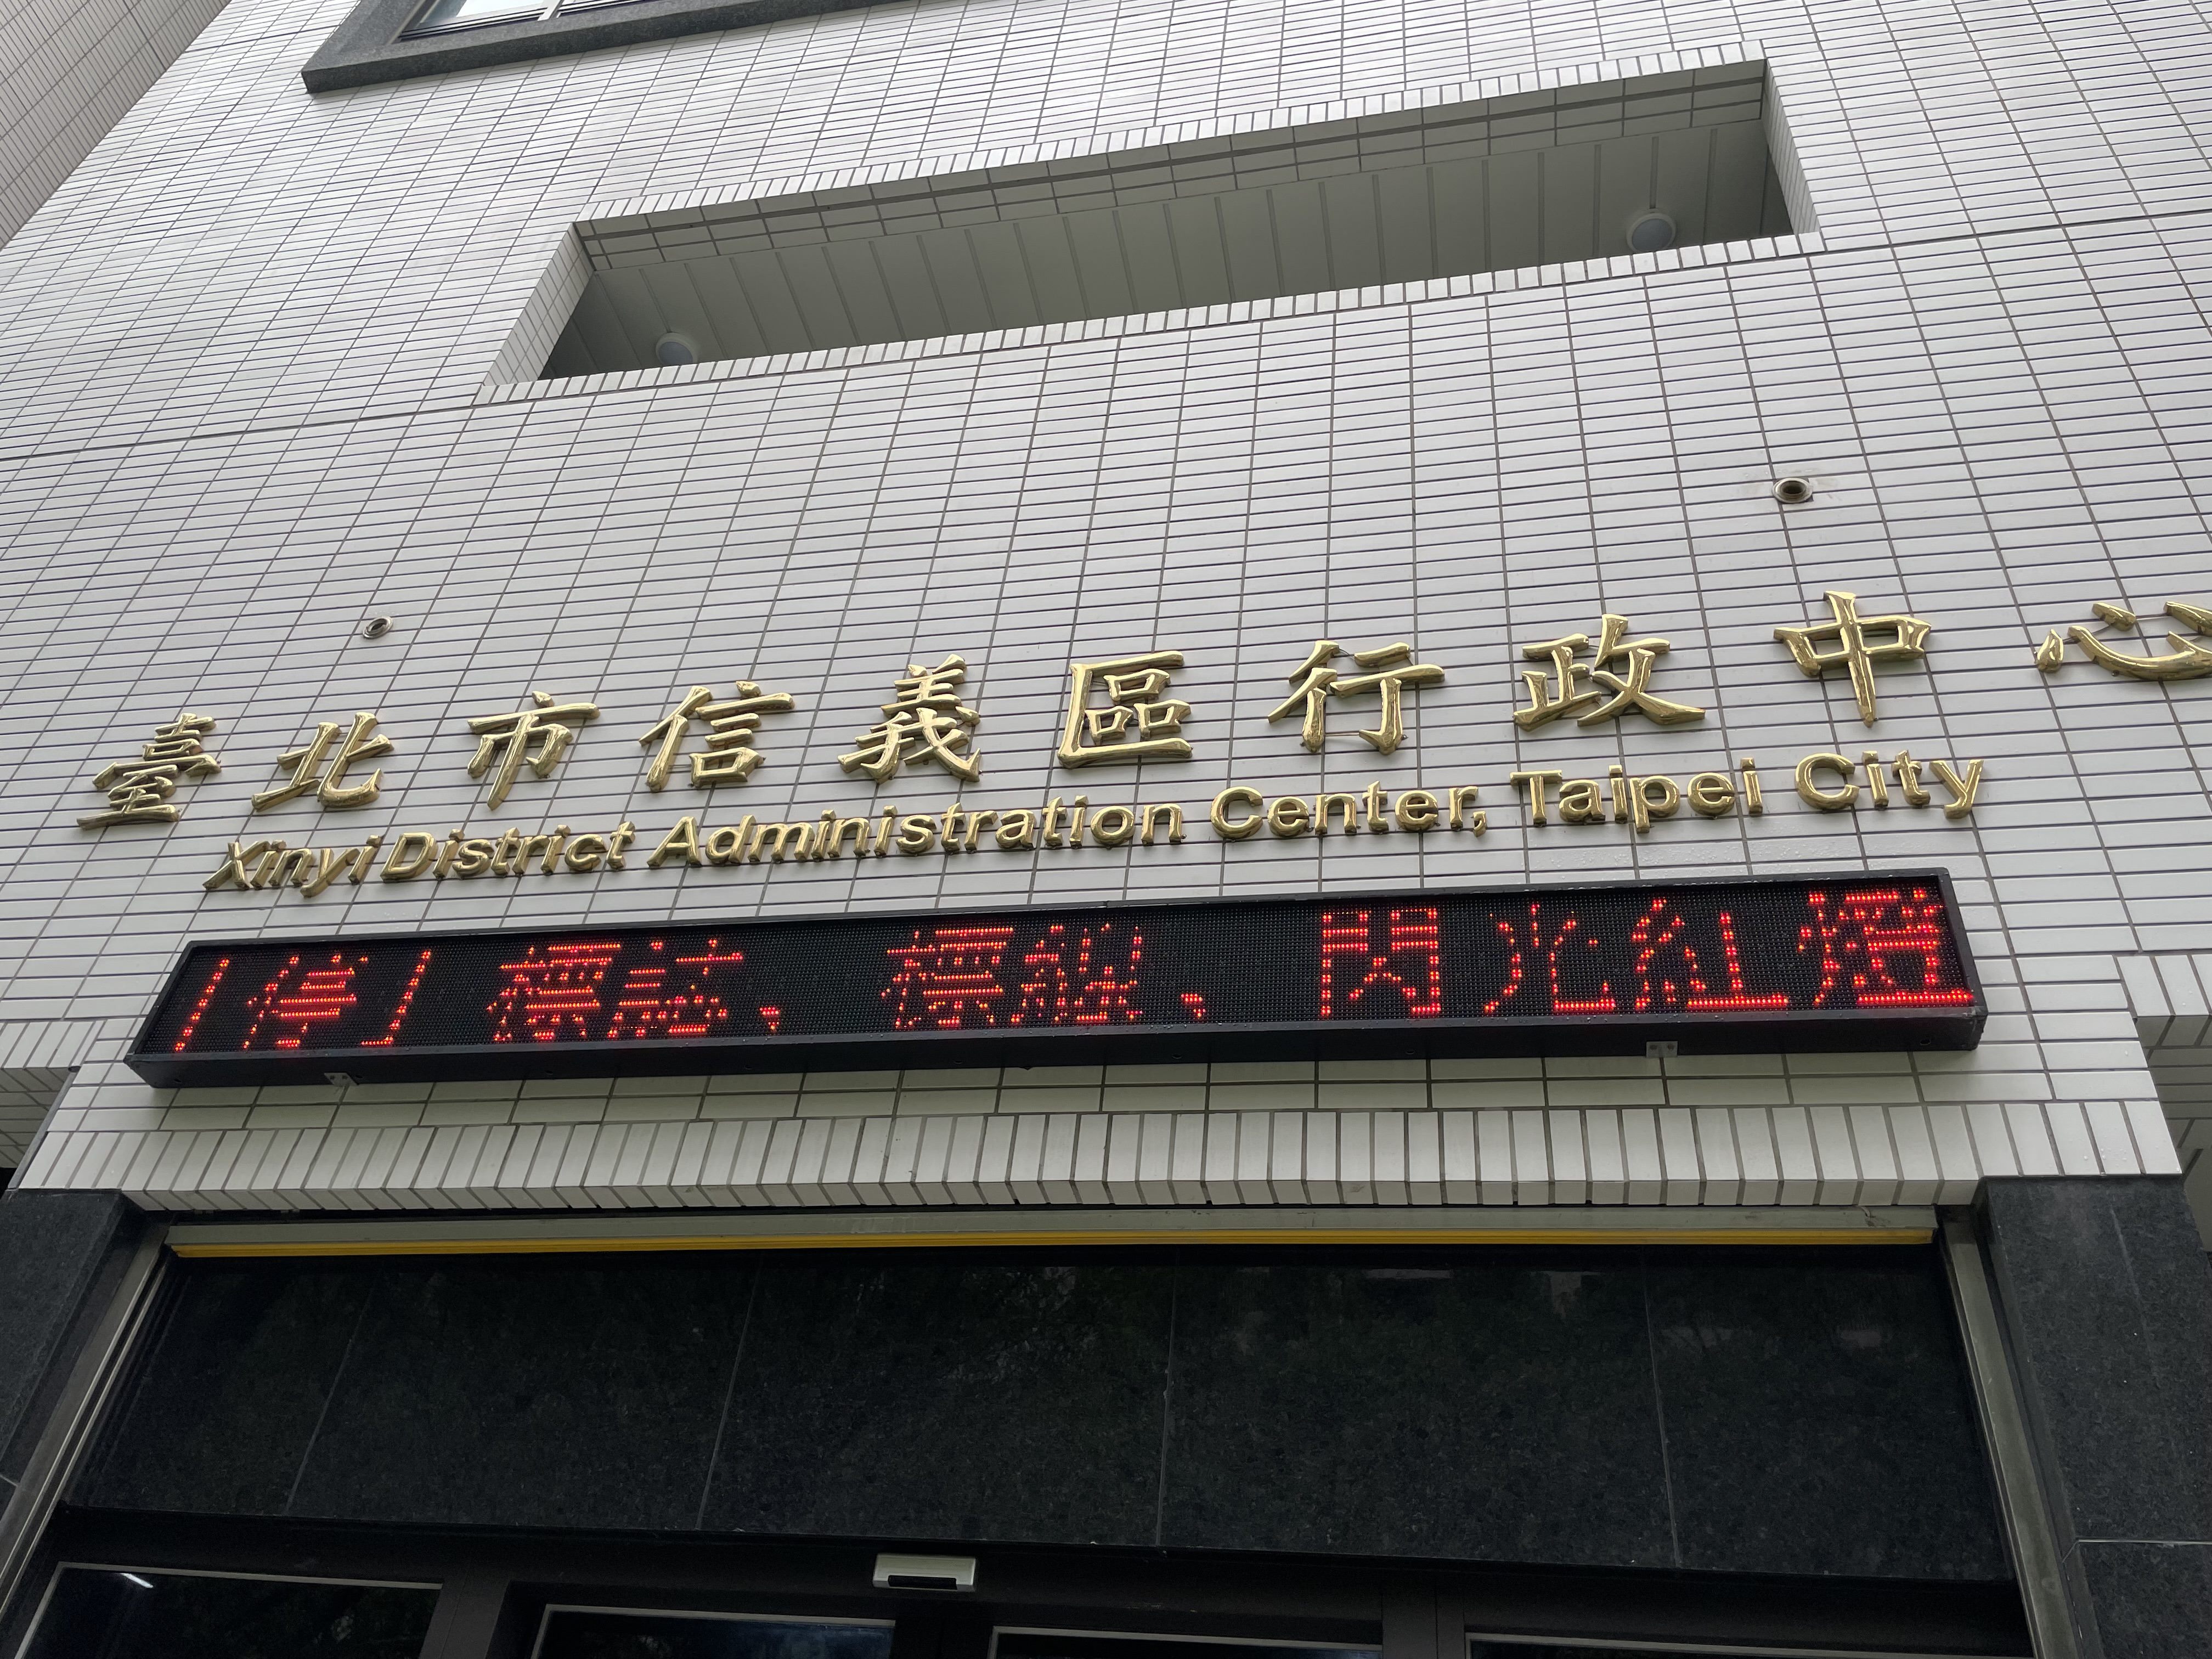 臺北市信義區行政中心
Xinyi District Administration Center, Taipei City
「停」標誌、標線、閃光紅燈